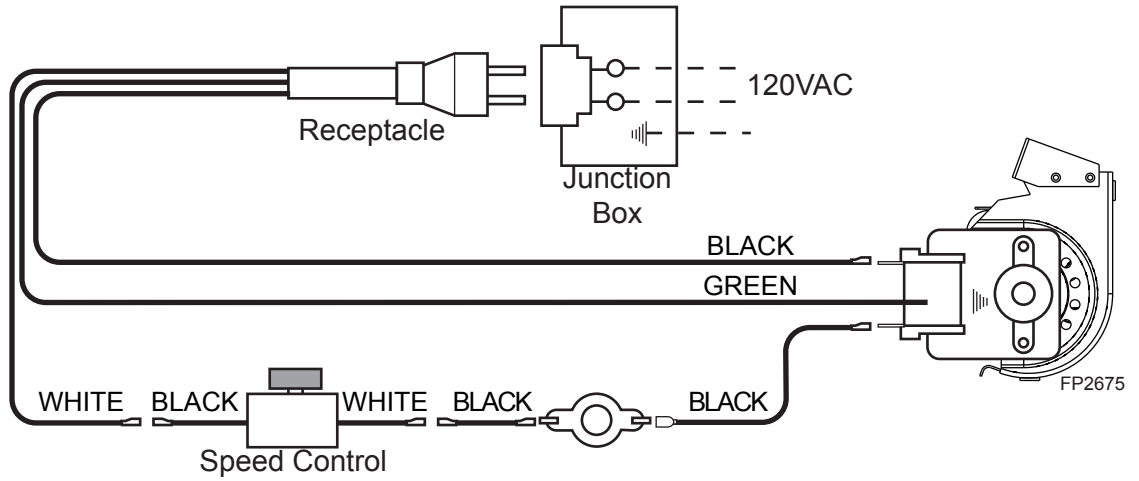 120VAC
Receptacle
Junction
Box
BLACK
GREEN
FP2675
WHITE BLACK WHITE BLACK BLACK
Speed Control